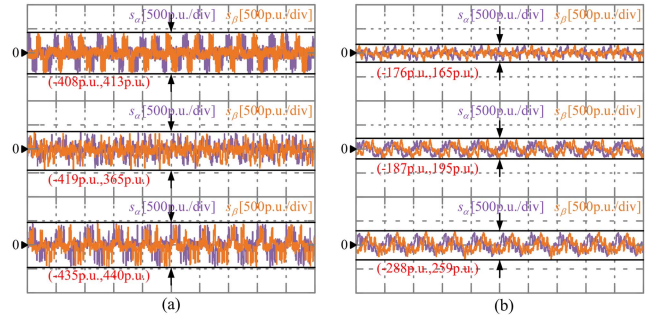 sα[500p.u./div] sβ[500p.u./div]
0
(-408p.u.,413p.u.)
sα[500p.u./div] sβ[500p.u./div]
0
(-419p.u.,365p.u.)
sα[500p.u./div] sβ[500p.u./div]
0
(-435p.u.,440p.u.)
(a)
sα[500p.u./div] sβ[500p.u./div]
0
(-176p.u.,165p.u.)
sα[500p.u./div] sβ[500p.u./div]
0
(-187p.u.,195p.u.)
sα[500p.u./div] sβ[500p.u./div]
0
(-288p.u.,259p.u.)
(b)